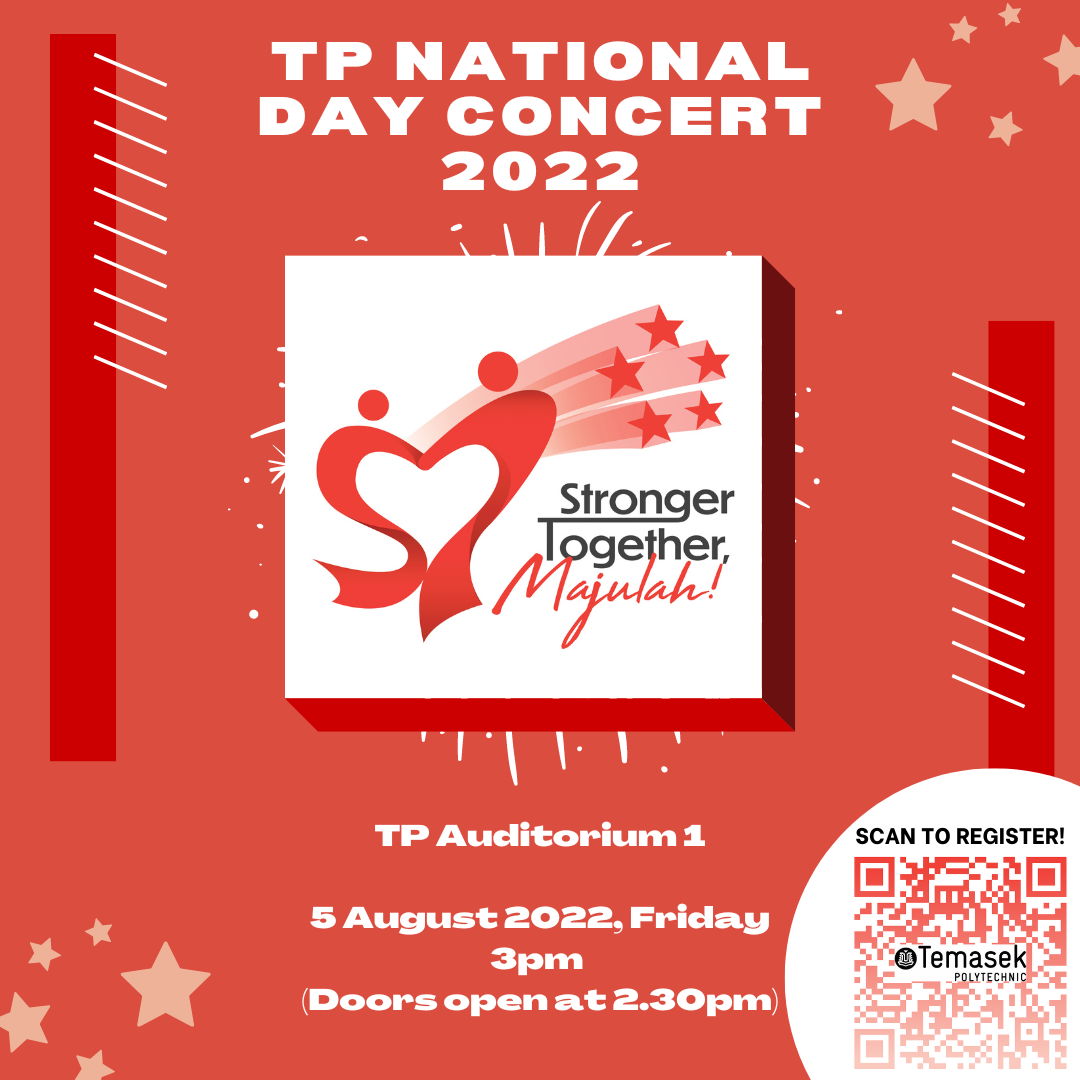 TP NATIONAL
DAY CONCERT
2022
Stronger
Together,
Majulah!
TP Auditorium 1
5 August 2022, Friday
3pm
(Doors open at 2.30pm)
SCAN TO REGISTER!
Temasek
POLYTECHNIC